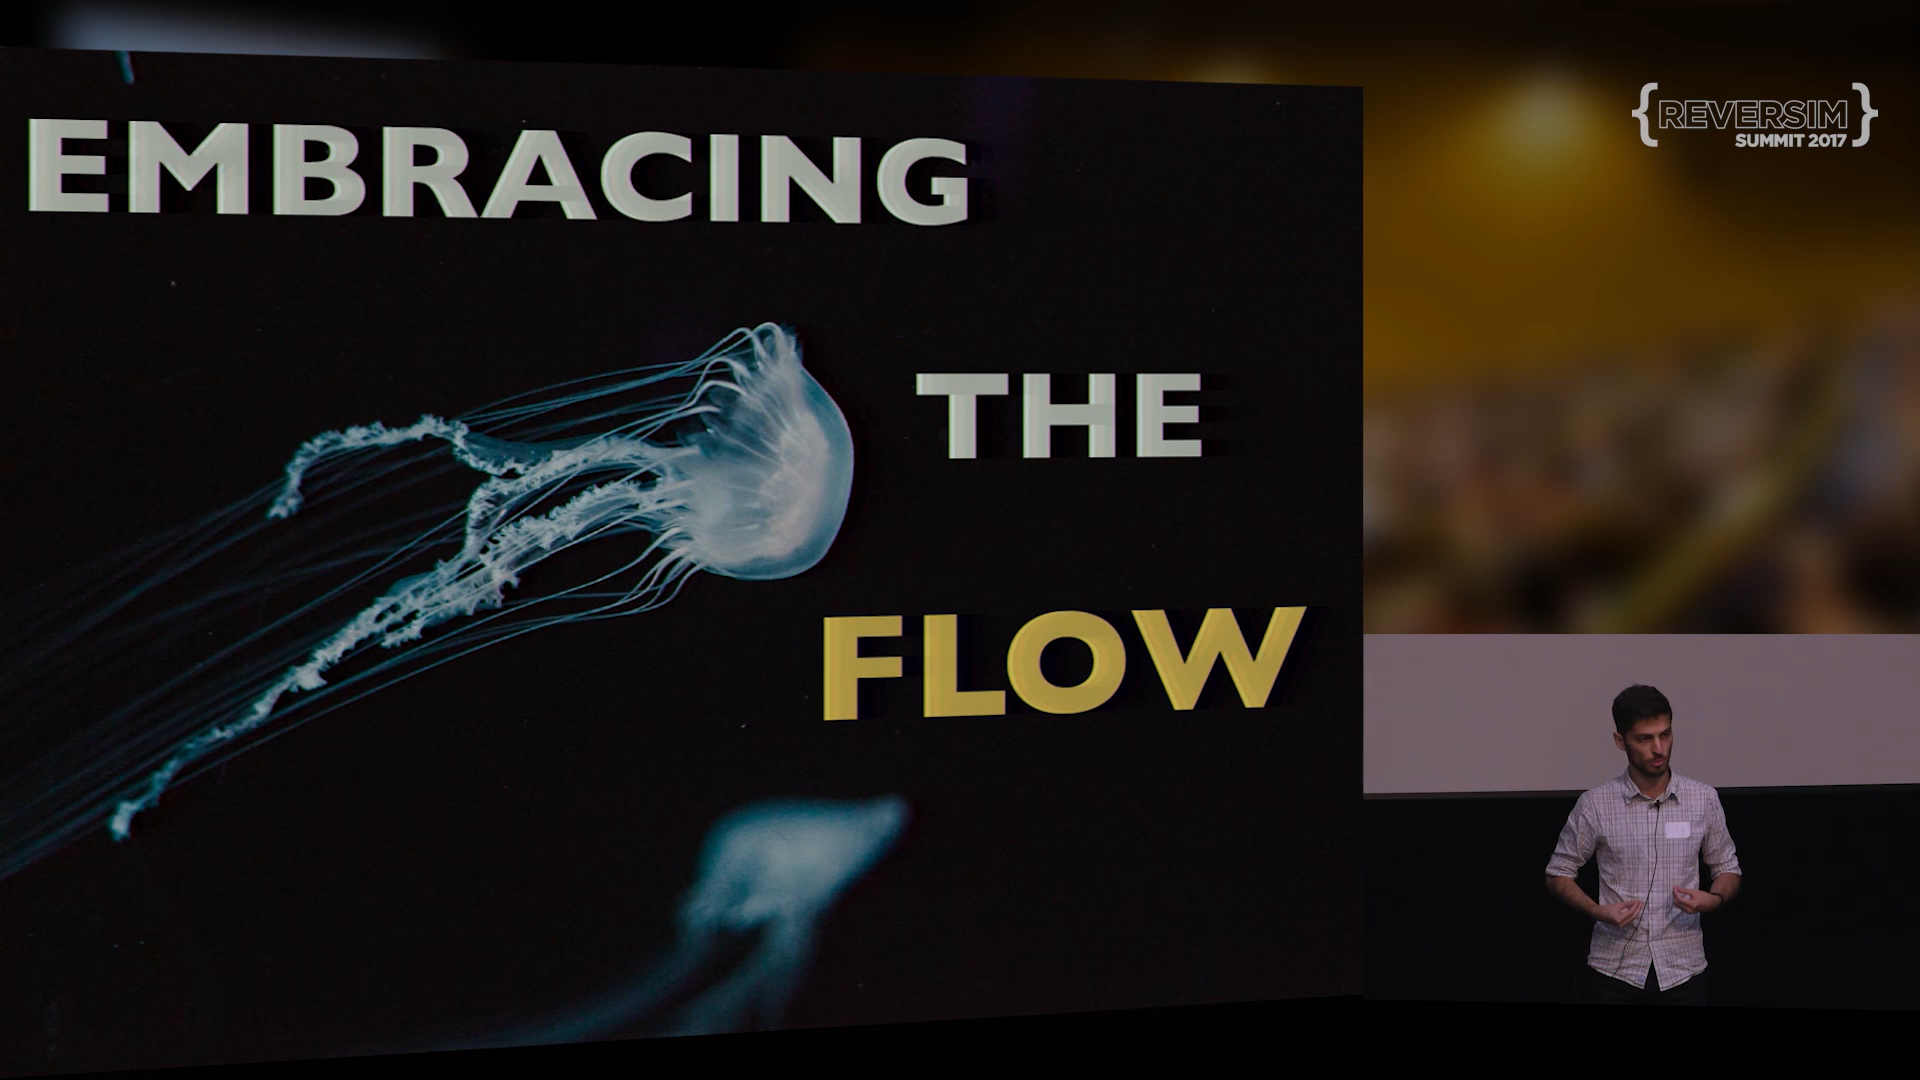 EMBRACING
THE
FLOW
{REVERSIM}
SUMMIT 2017